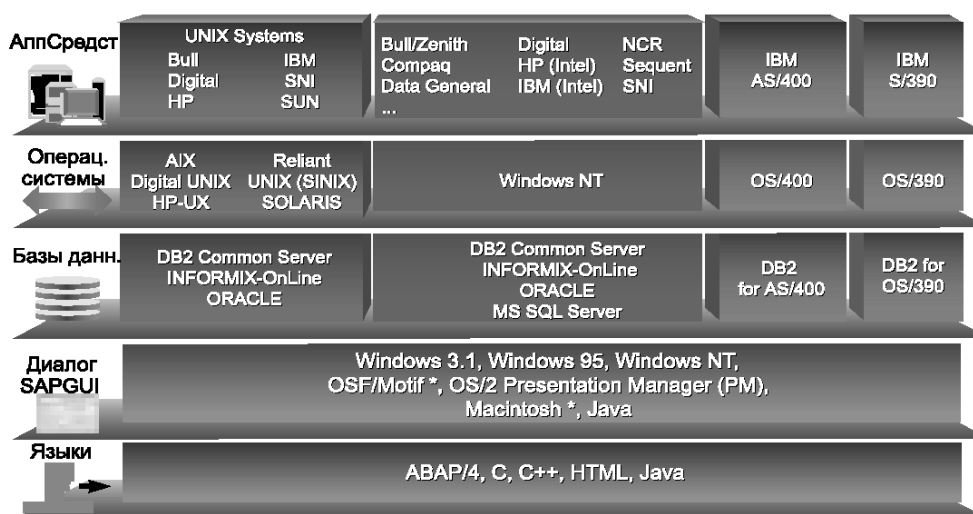 АппСредст
UNIX Systems
Bull IBM
Digital SNI
HP SUN
Bull/Zenith Digital NCR
Compaq HP (Intel) Sequent
Data General IBM (Intel) SNI
...
IBM
AS/400
IBM
S/390
Операц.
системы
AIX Reliant
Digital UNIX UNIX (SINIX)
HP-UX SOLARIS
Windows NT
OS/400
OS/390
Базы данн.
DB2 Common Server
INFORMIX-OnLine
ORACLE
DB2 Common Server
INFORMIX-OnLine
ORACLE
MS SQL Server
DB2
for AS/400
DB2 for
OS/390
Диалог
SAPGUI
Windows 3.1, Windows 95, Windows NT,
OSF/Motif *, OS/2 Presentation Manager (PM),
Macintosh *, Java
Языки
ABAP/4, C, C++, HTML, Java